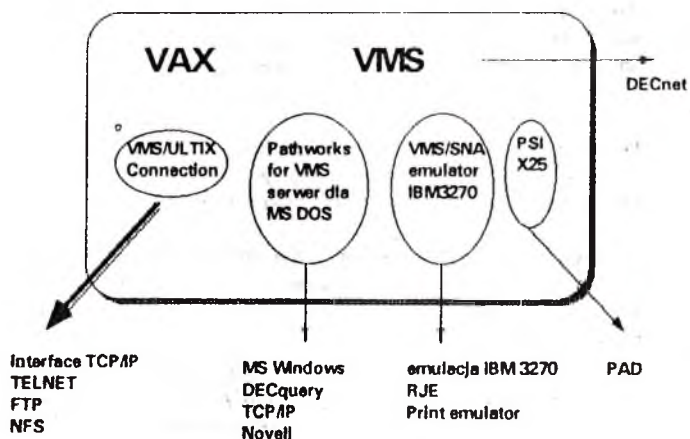 VAX VMS
DECnet
VMS/ULTIX
Connection
Pathworks
for VMS
serwer dla
MS DOS
VMS/SNA
emulator
IBM3270
PSI
X25
Interface TCP/IP
TELNET
FTP
NFS
MS Windows
DECquery
TCP/IP
Novell
emulacja IBM 3270
RJE
Print emulator
PAD